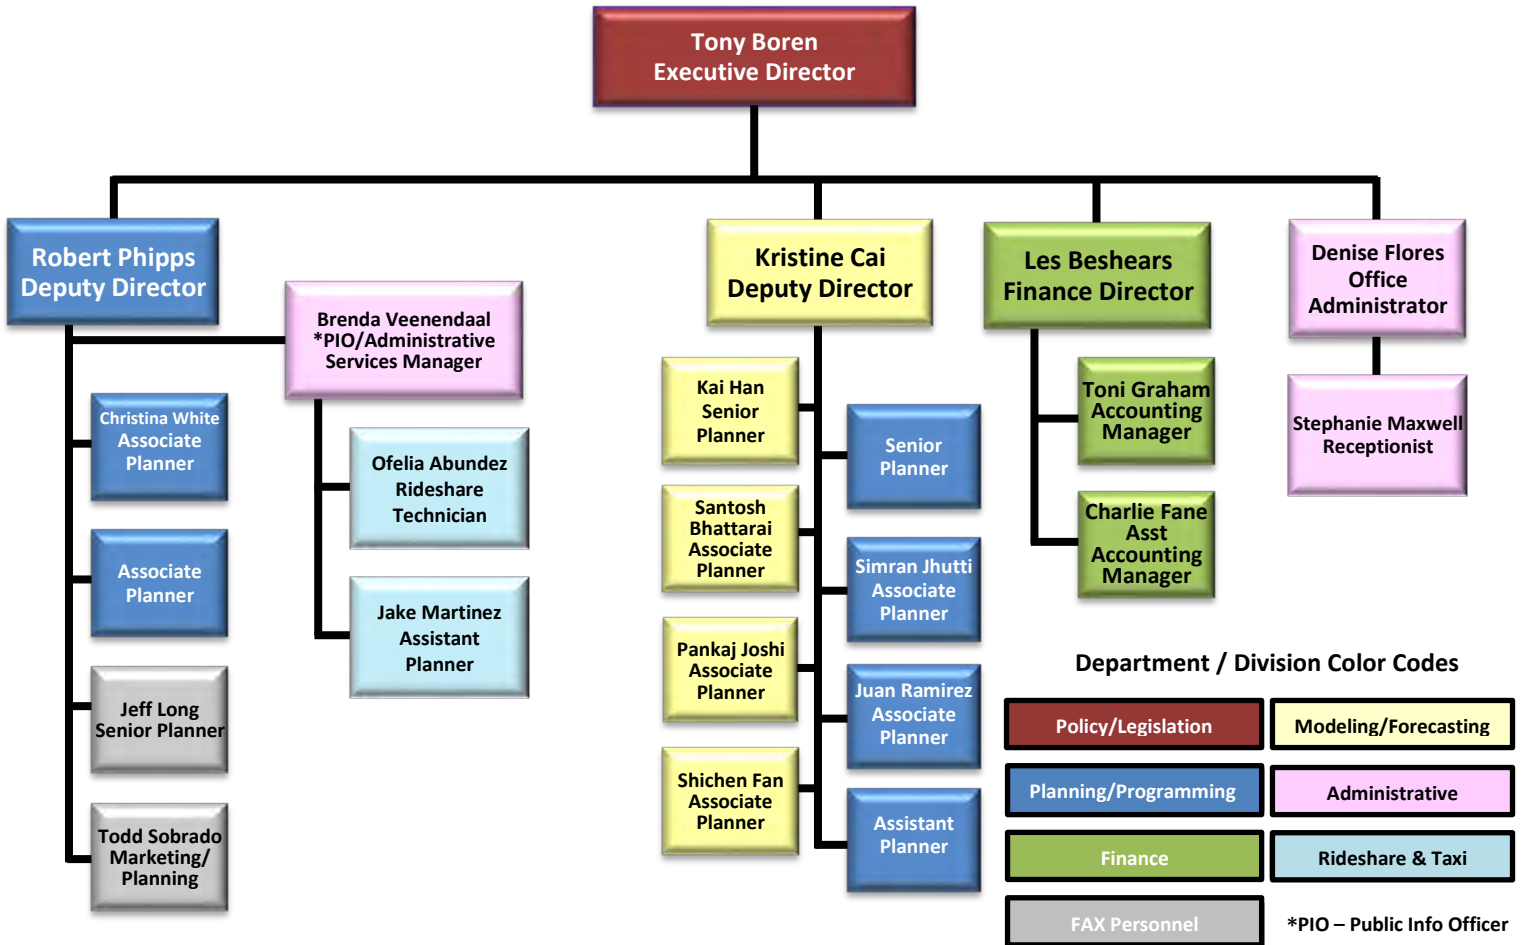 Tony Boren
Executive Director
Robert Phipps
Deputy Director
Brenda Veenendaal
*PIO/Administrative
Services Manager
Christina White
Associate
Planner
Associate
Planner
Jeff Long
Senior Planner
Todd Sobrado
Marketing/
Planning
Ofelia Abundez
Rideshare
Technician
Jake Martinez
Assistant
Planner
Kristine Cai
Deputy Director
Kai Han
Senior
Planner
Santosh
Bhattarai
Associate
Planner
Pankaj Joshi
Associate
Planner
Shichen Fan
Associate
Planner
Senior
Planner
Simran Jhutti
Associate
Planner
Juan Ramirez
Associate
Planner
Assistant
Planner
Les Beshears
Finance Director
Toni Graham
Accounting
Manager
Charlie Fane
Asst
Accounting
Manager
Denise Flores
Office
Administrator
Stephanie Maxwell
Receptionist
Department / Division Color Codes
Policy/Legislation
Modeling/Forecasting
Planning/Programming
Administrative
Finance
Rideshare & Taxi
FAX Personnel
*PIO – Public Info Officer